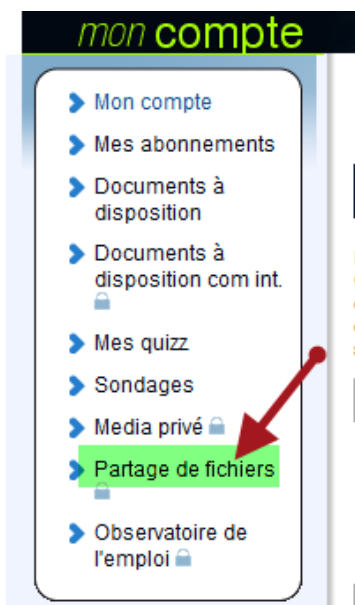 mon compte
Mon compte
Mes abonnements
Documents à
disposition
Documents à
disposition com int.
Mes quizz
Sondages
Media privé
Partage de fichiers
Observatoire de
l'emploi